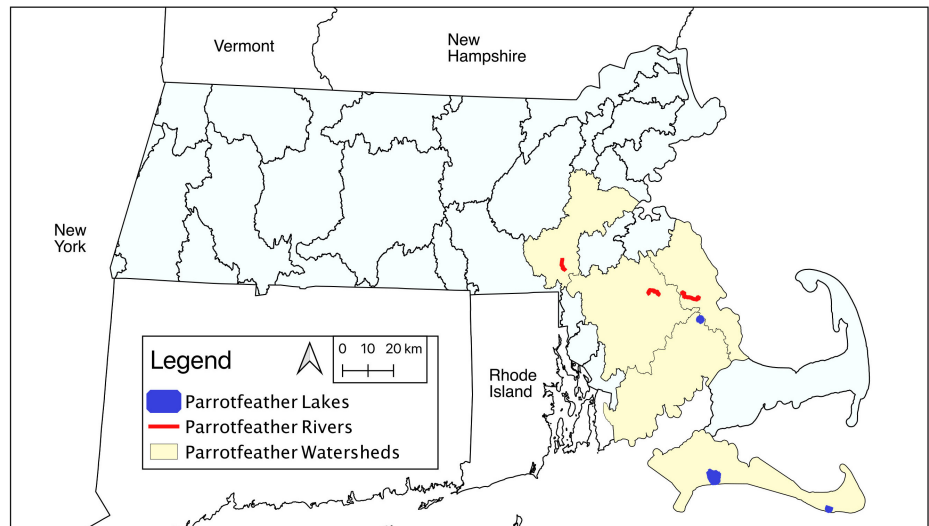 Vermont
New
Hampshire
New
York
Rhode
Island
Legend
0 10 20 km
Parrotfeather Lakes
Parrotfeather Rivers
Parrotfeather Watersheds